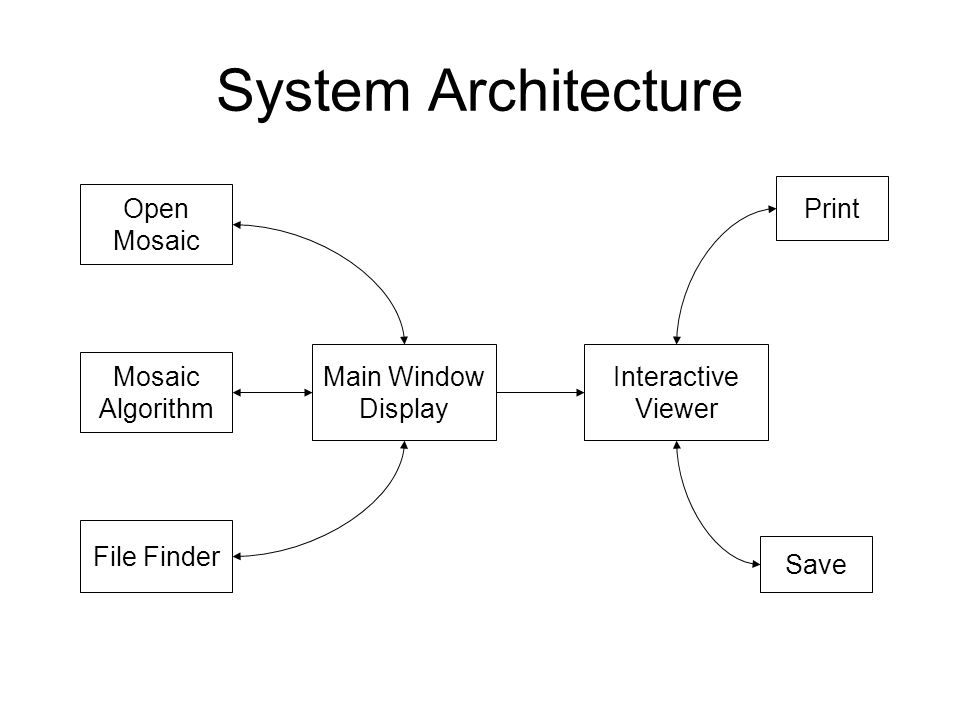 System Architecture
Open
Mosaic
Print
Mosaic
Algorithm
Main Window
Display
Interactive
Viewer
File Finder
Save